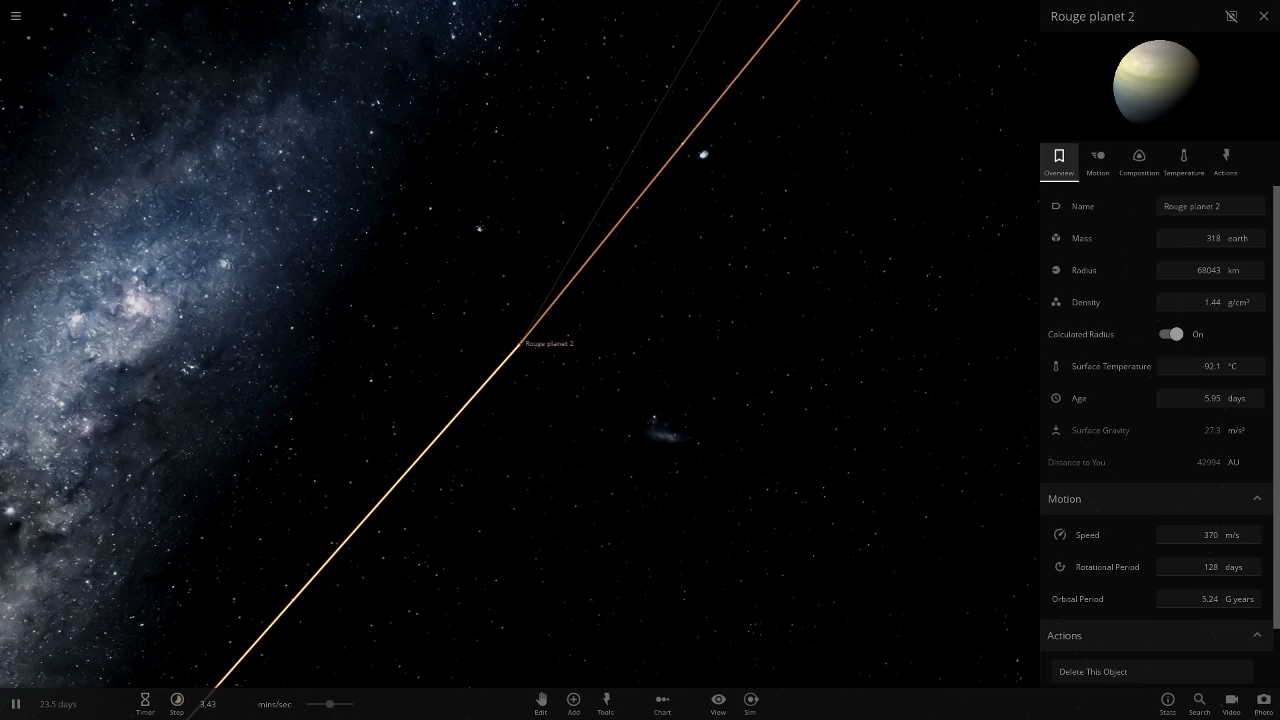 Rouge planet 2
Overview Motion Composition Temperature Actions
Name Rouge planet 2
Mass 318 earth
Radius 68043 km
Density 1.44 g/cm³
Calculated Radius On
Surface Temperature -92.1 °C
Age 5.95 days
Surface Gravity 27.3 m/s²
Distance to You 42994 AU
Motion
Speed 370 m/s
Rotational Period 128 days
Orbital Period 5.24 G years
Actions
Delete This Object
Rouge planet 2
23.5 days Timer Step 3.43 mins/sec Edit Add Tools Chart View Sim Stats Search Video Photo